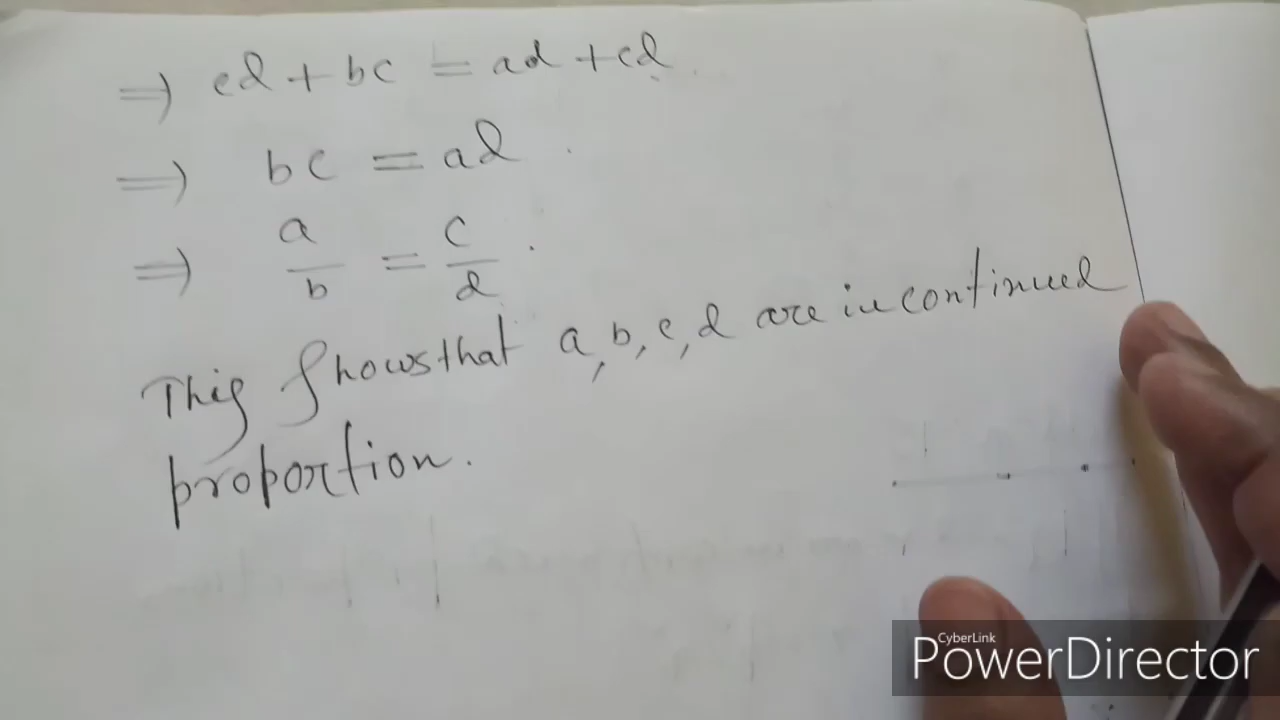 ⇒ cd + bc = ad + cd
⇒ bc = ad
⇒ a/b = c/d
This shows that a, b, c, d are in continued
proportion.
CyberLink
PowerDirector